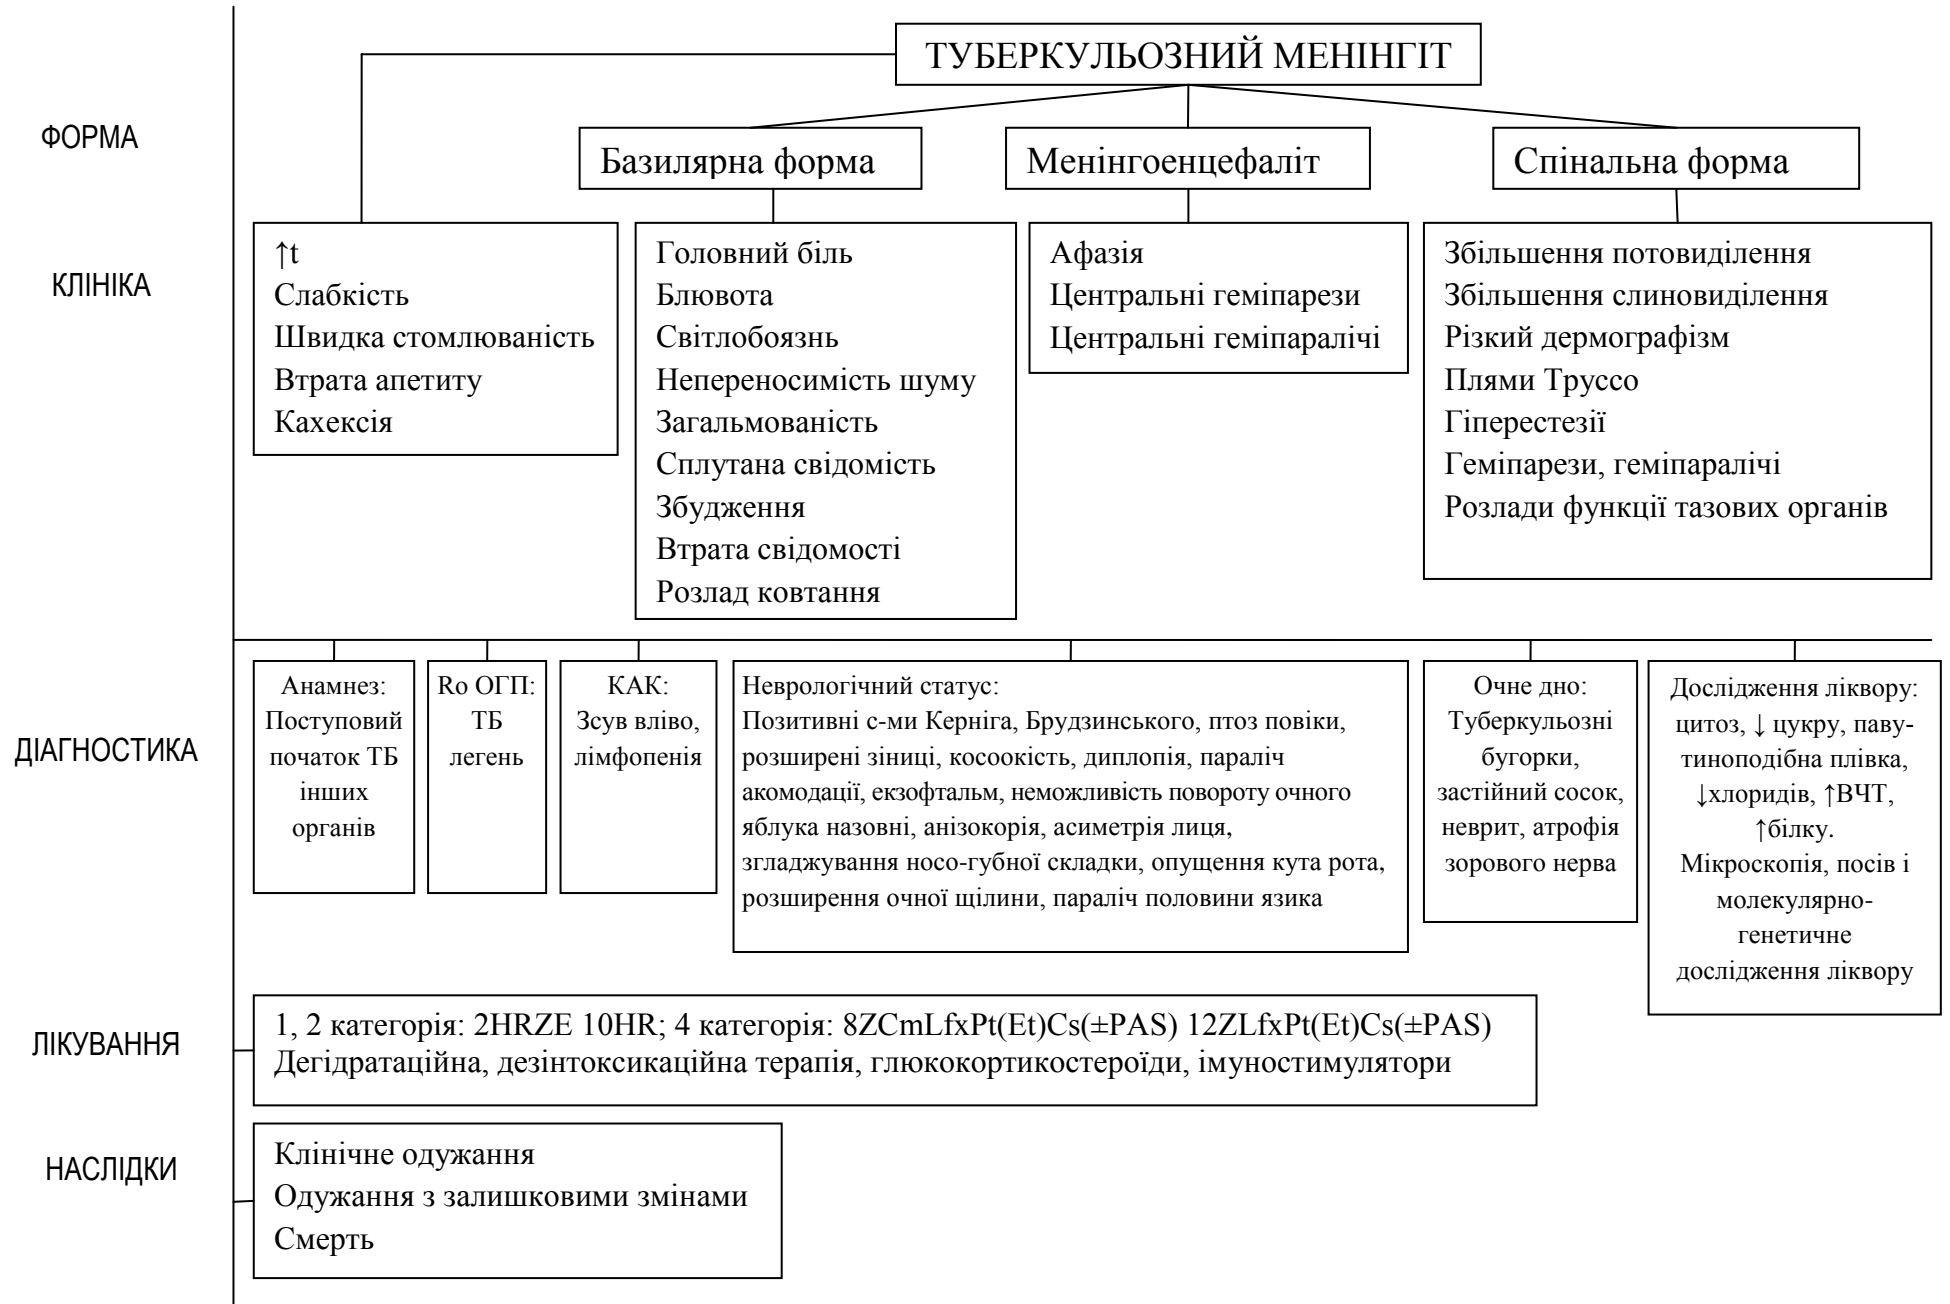 ТУБЕРКУЛЬОЗНИЙ МЕНІНГІТ
ФОРМА
Базилярна форма
Менінгоенцефаліт
Спінальна форма
КЛІНІКА
↑t
Слабкість
Швидка стомлюваність
Втрата апетиту
Кахексія
Головний біль
Блювота
Світлобоязнь
Непереносимість шуму
Загальмованість
Сплутана свідомість
Збудження
Втрата свідомості
Розлад ковтання
Афазія
Центральні геміпарези
Центральні геміпаралічі
Збільшення потовиділення
Збільшення слиновиділення
Різкий дермографізм
Плями Труссо
Гіперестезії
Геміпарези, геміпаралічі
Розлади функції тазових органів
ДІАГНОСТИКА
Анамнез:
Поступовий
початок ТБ
інших
органів
Ro ОГП:
ТБ
легень
КАК:
Зсув вліво,
лімфопенія
Неврологічний статус:
Позитивні с-ми Керніга, Брудзинського, птоз повіки,
розширені зіниці, косоокість, диплопія, параліч
акомодації, екзофтальм, неможливість повороту очного
яблука назовні, анізокорія, асиметрія лиця,
згладжування носо-губної складки, опущення кута рота,
розширення очної щілини, параліч половини язика
Очне дно:
Туберкульозні
бугорки,
застійний сосок,
неврит, атрофія
зорового нерва
Дослідження ліквору:
цитоз, ↓ цукру, паву-
тиноподібна плівка,
↓хлоридів, ↑ВЧТ,
↑білку.
Мікроскопія, посів і
молекулярно-
генетичне
дослідження ліквору
ЛІКУВАННЯ
1, 2 категорія: 2HRZE 10HR; 4 категорія: 8ZCmLfxPt(Et)Cs(±PAS) 12ZLfxPt(Et)Cs(±PAS)
Дегідратаційна, дезінтоксикаційна терапія, глюкокортикостероїди, імуностимулятори
НАСЛІДКИ
Клінічне одужання
Одужання з залишковими змінами
Смерть